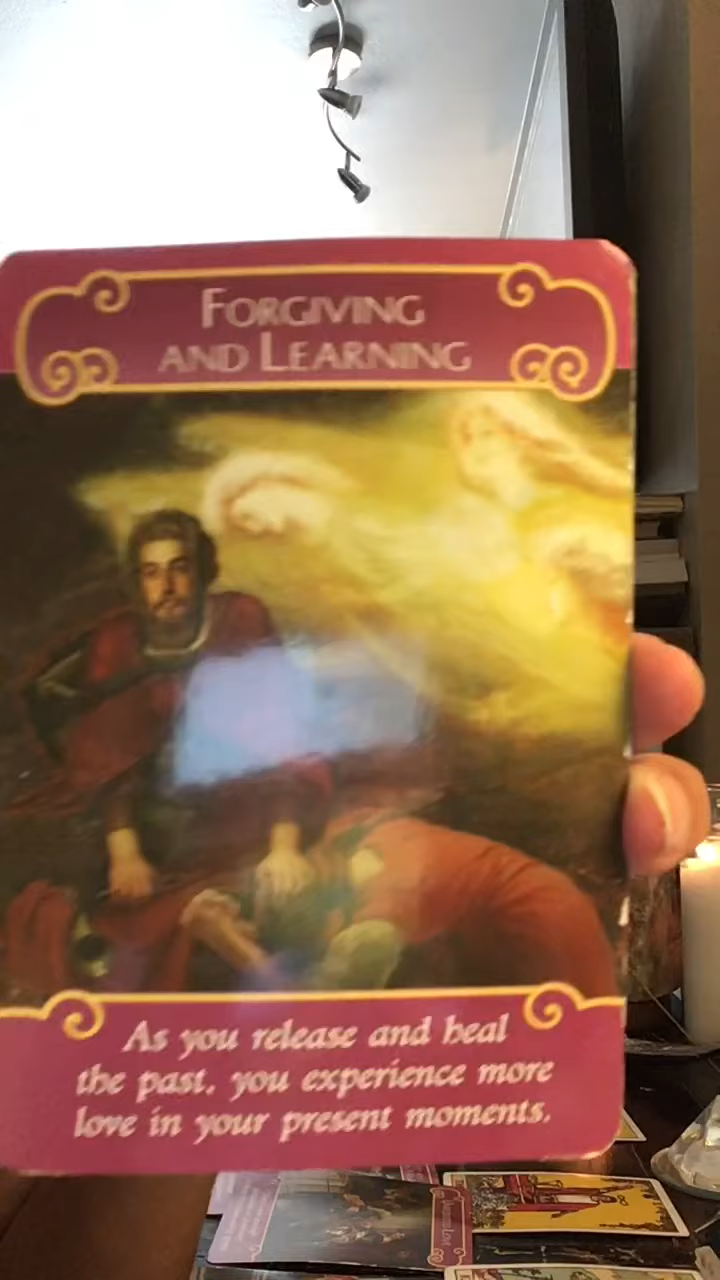 FORGIVING
AND LEARNING
As you release and heal
the past, you experience more
love in your present moments.